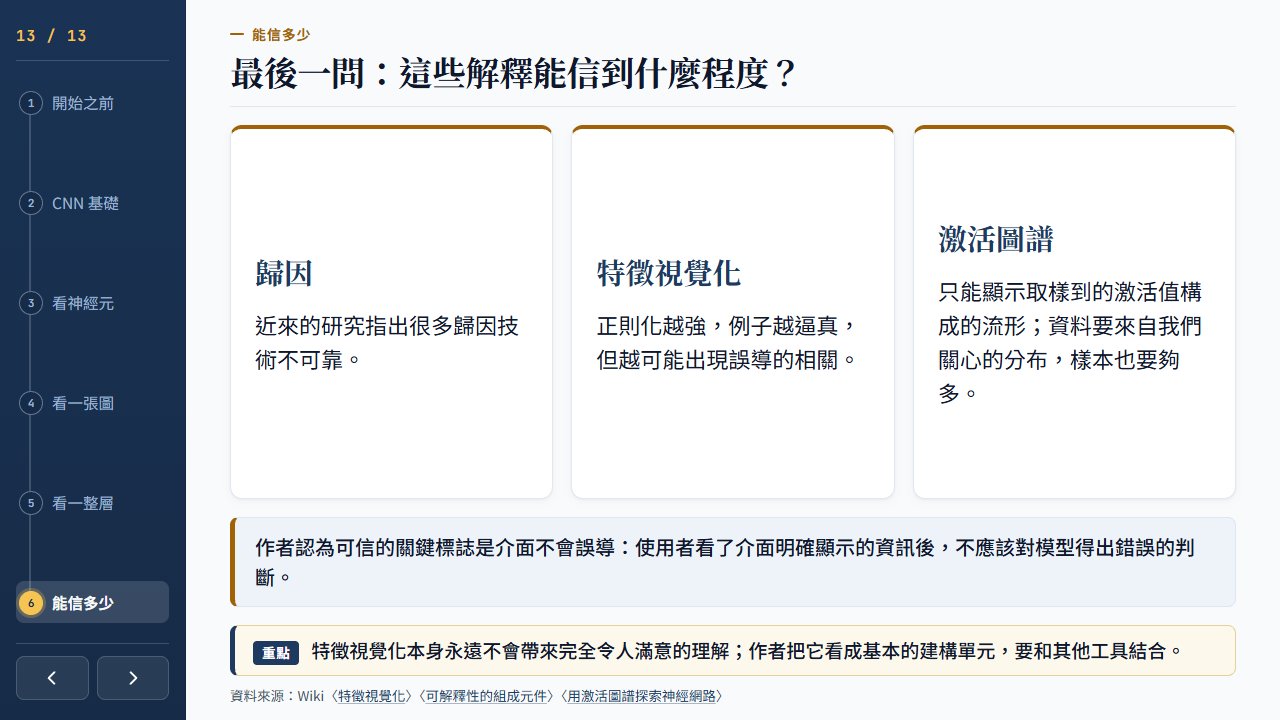 13 / 13
1 開始之前
2 CNN 基礎
3 看神經元
4 看一張圖
5 看一整層
6 能信多少
能信多少
最後一問：這些解釋能信到什麼程度？
歸因
近來的研究指出很多歸因技
術不可靠。
特徵視覺化
正則化越強，例子越逼真，
但越可能出現誤導的相關。
激活圖譜
只能顯示取樣到的激活值構
成的流形；資料要來自我們
關心的分布，樣本也要夠
多。
作者認為可信的關鍵標誌是介面不會誤導：使用者看了介面明確顯示的資訊後，不應該對模型得出錯誤的判
斷。
重點 特徵視覺化本身永遠不會帶來完全令人滿意的理解；作者把它看成基本的建構單元，要和其他工具結合。
資料來源：Wiki〈特徵視覺化〉〈可解釋性的組成元件〉〈用激活圖譜探索神經網路〉